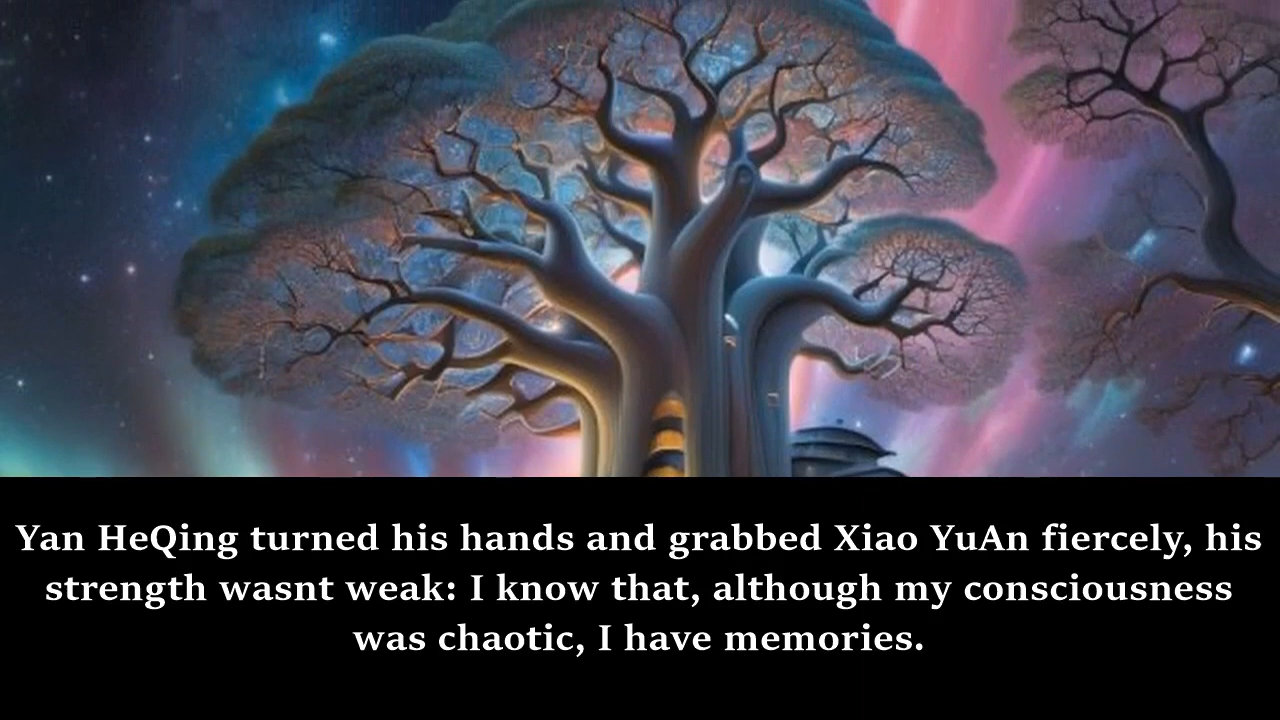 Yan HeQing turned his hands and grabbed Xiao YuAn fiercely, his
strength wasnt weak: I know that, although my consciousness
was chaotic, I have memories.